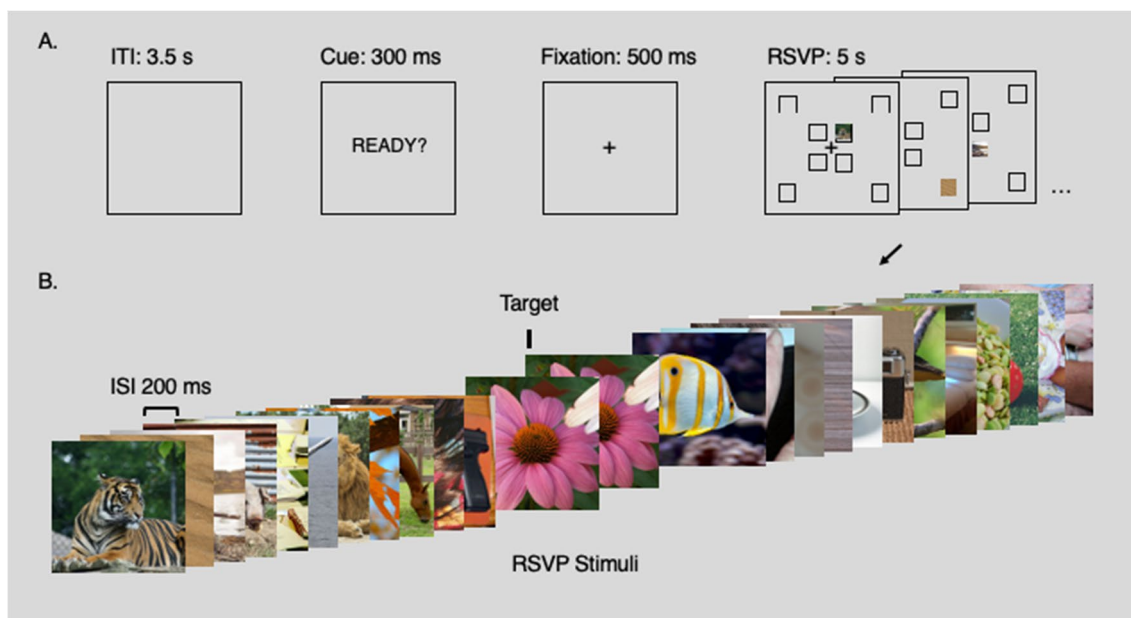 A.
ITI: 3.5 s
Cue: 300 ms
Fixation: 500 ms
RSVP: 5 s
READY?
+
+
...
B.
Target
ISI 200 ms
RSVP Stimuli